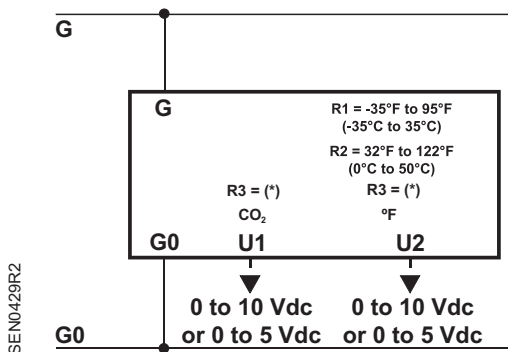 G
G
R1 = -35°F to 95°F
(-35°C to 35°C)
R2 = 32°F to 122°F
(0°C to 50°C)
R3 = (*)
R3 = (*)
CO₂
ºF
G0
U1
U2
0 to 10 Vdc
or 0 to 5 Vdc
0 to 10 Vdc
or 0 to 5 Vdc
G0
SEN0429R2